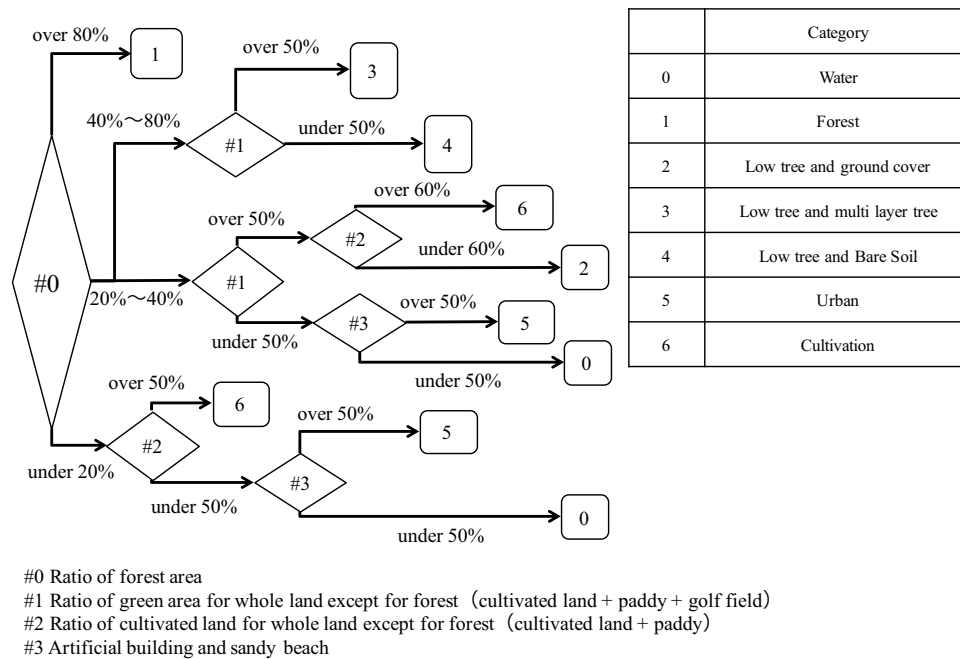 over 80%
1
over 50%
3
40%～80%
#1
under 50%
4
over 60%
6
over 50%
#2
under 60%
2
#0
20%～40%
#1
over 50%
5
under 50%
#3
0
under 50%
over 50%
6
over 50%
5
#2
under 20%
under 50%
#3
0
under 50%
Category
0 Water
1 Forest
2 Low tree and ground cover
3 Low tree and multi layer tree
4 Low tree and Bare Soil
5 Urban
6 Cultivation
#0 Ratio of forest area
#1 Ratio of green area for whole land except for forest（cultivated land + paddy + golf field）
#2 Ratio of cultivated land for whole land except for forest（cultivated land + paddy）
#3 Artificial building and sandy beach